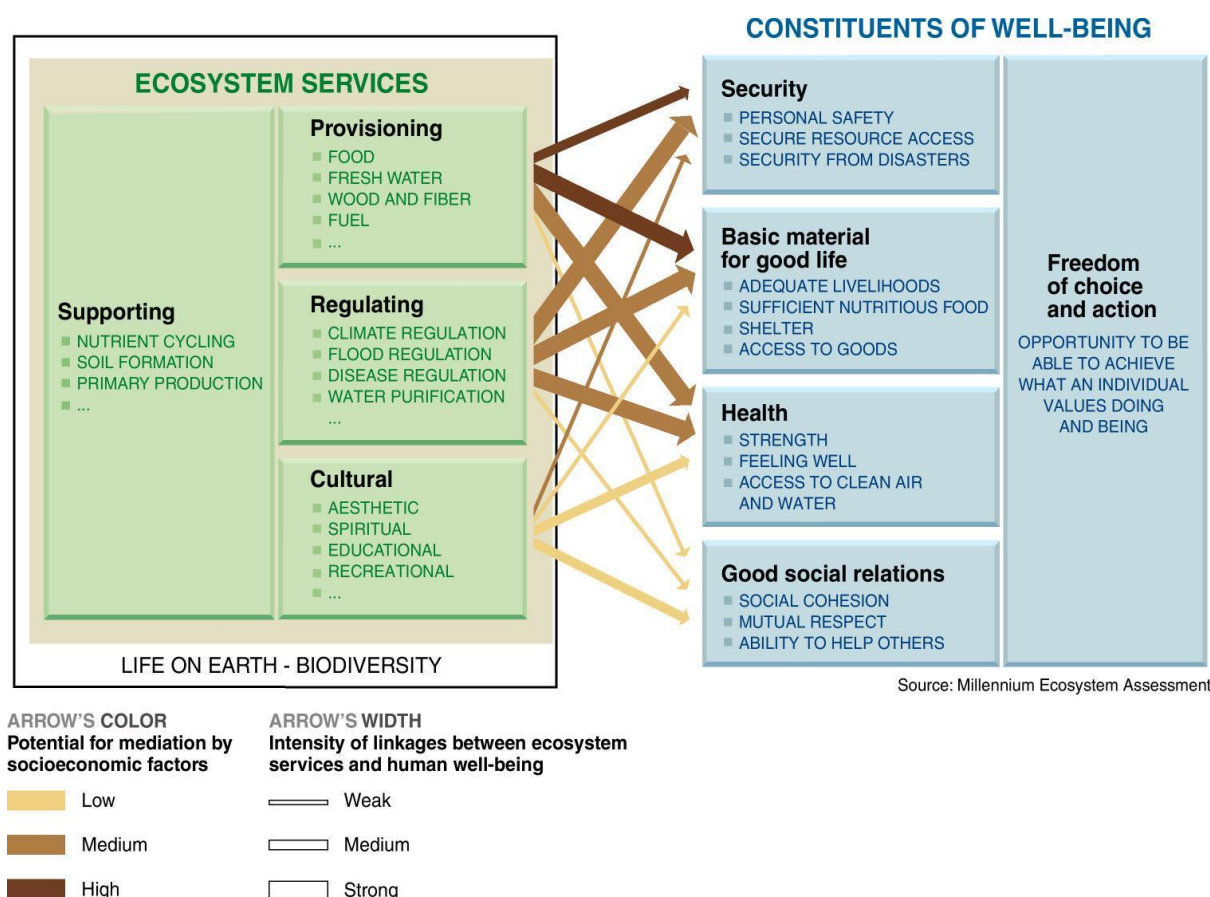 CONSTITUENTS OF WELL-BEING
ECOSYSTEM SERVICES
Supporting
NUTRIENT CYCLING
SOIL FORMATION
PRIMARY PRODUCTION
...
Provisioning
FOOD
FRESH WATER
WOOD AND FIBER
FUEL
...
Regulating
CLIMATE REGULATION
FLOOD REGULATION
DISEASE REGULATION
WATER PURIFICATION
...
Cultural
AESTHETIC
SPIRITUAL
EDUCATIONAL
RECREATIONAL
...
LIFE ON EARTH - BIODIVERSITY
Security
PERSONAL SAFETY
SECURE RESOURCE ACCESS
SECURITY FROM DISASTERS
Basic material
for good life
ADEQUATE LIVELIHOODS
SUFFICIENT NUTRITIOUS FOOD
SHELTER
ACCESS TO GOODS
Health
STRENGTH
FEELING WELL
ACCESS TO CLEAN AIR
AND WATER
Good social relations
SOCIAL COHESION
MUTUAL RESPECT
ABILITY TO HELP OTHERS
Freedom
of choice
and action
OPPORTUNITY TO BE
ABLE TO ACHIEVE
WHAT AN INDIVIDUAL
VALUES DOING
AND BEING
Source: Millennium Ecosystem Assessment
ARROW'S COLOR
Potential for mediation by
socioeconomic factors
Low
Medium
High
ARROW'S WIDTH
Intensity of linkages between ecosystem
services and human well-being
Weak
Medium
Strong